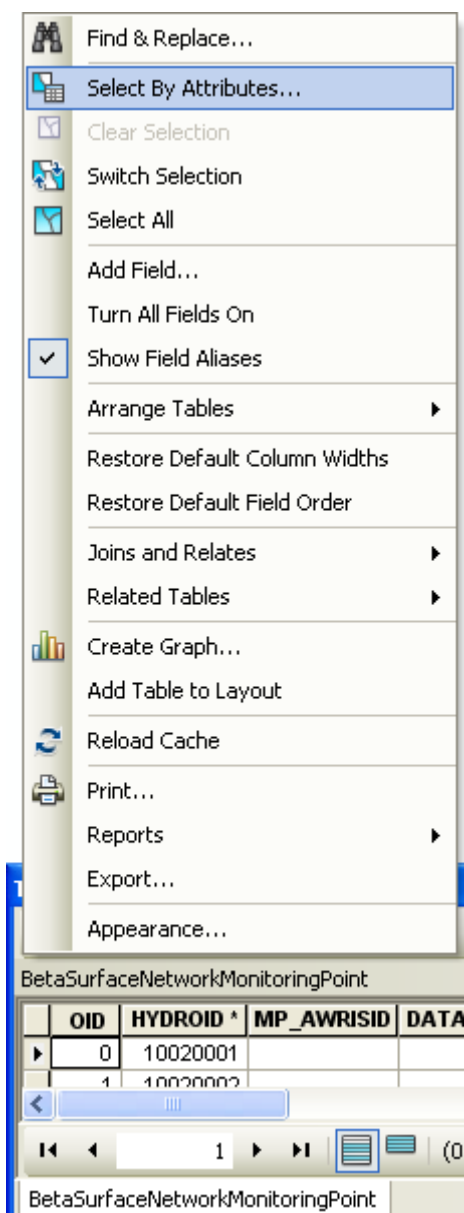 Find & Replace...
Select By Attributes...
Clear Selection
Switch Selection
Select All
Add Field...
Turn All Fields On
Show Field Aliases
Arrange Tables
Restore Default Column Widths
Restore Default Field Order
Joins and Relates
Related Tables
Create Graph...
Add Table to Layout
Reload Cache
Print...
Reports
Export...
Appearance...
BetaSurfaceNetworkMonitoringPoint
OID HYDROID * MP_AWRISID DATA
0 10020001
1 10020002
1 (0
BetaSurfaceNetworkMonitoringPoint